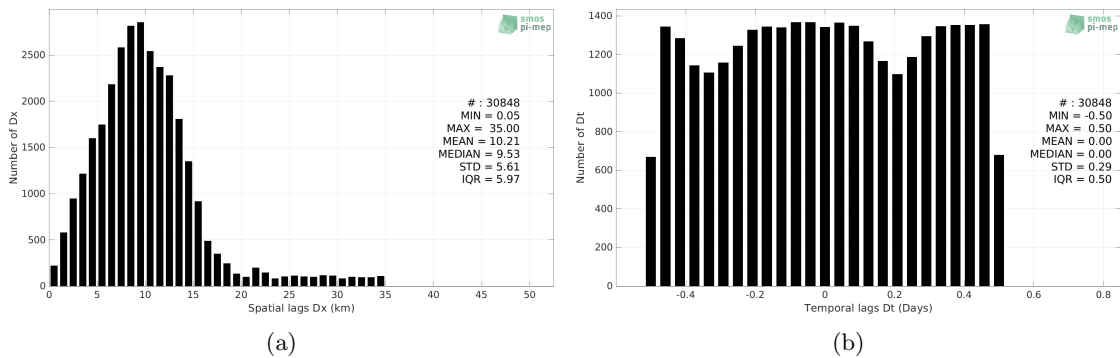 smos
pi-mep
2500
2000
1500
1000
500
0
Number of Dx
# : 30848
MIN = 0.05
MAX = 35.00
MEAN = 10.21
MEDIAN = 9.53
STD = 5.61
IQR = 5.97
0 5 10 15 20 25 30 35 40 45 50
Spatial lags Dx (km)
(a)
smos
pi-mep
1400
1200
1000
800
600
400
200
0
Number of Dt
# : 30848
MIN = -0.50
MAX = 0.50
MEAN = 0.00
MEDIAN = 0.00
STD = 0.29
IQR = 0.50
-0.4 -0.2 0 0.2 0.4 0.6 0.8
Temporal lags Dt (Days)
(b)